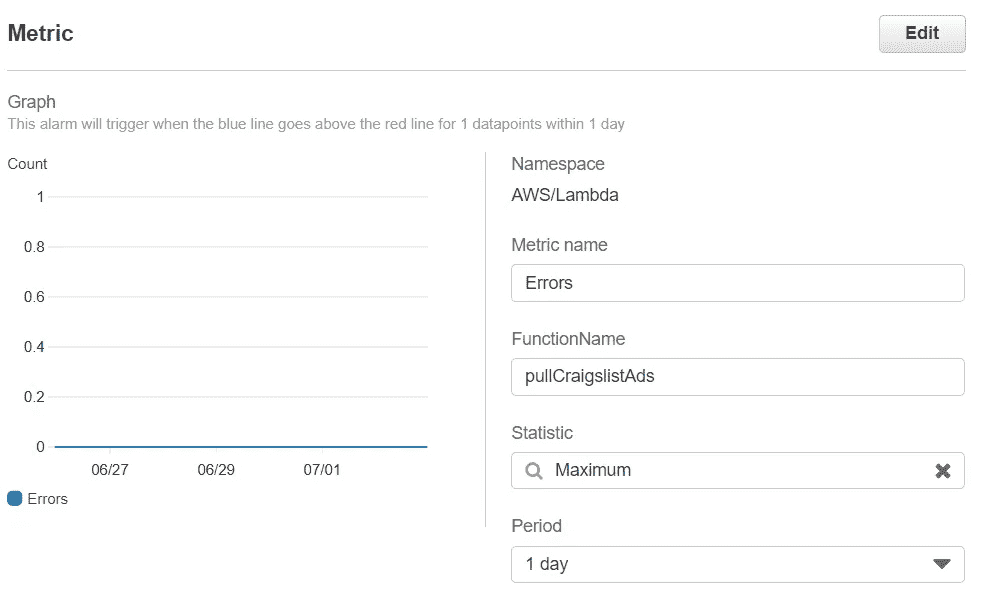 Metric
Edit
Graph
This alarm will trigger when the blue line goes above the red line for 1 datapoints within 1 day
Count
1
0.8
0.6
0.4
0.2
0
06/27 06/29 07/01
Errors
Namespace
AWS/Lambda
Metric name
Errors
FunctionName
pullCraigslistAds
Statistic
Maximum
Period
1 day